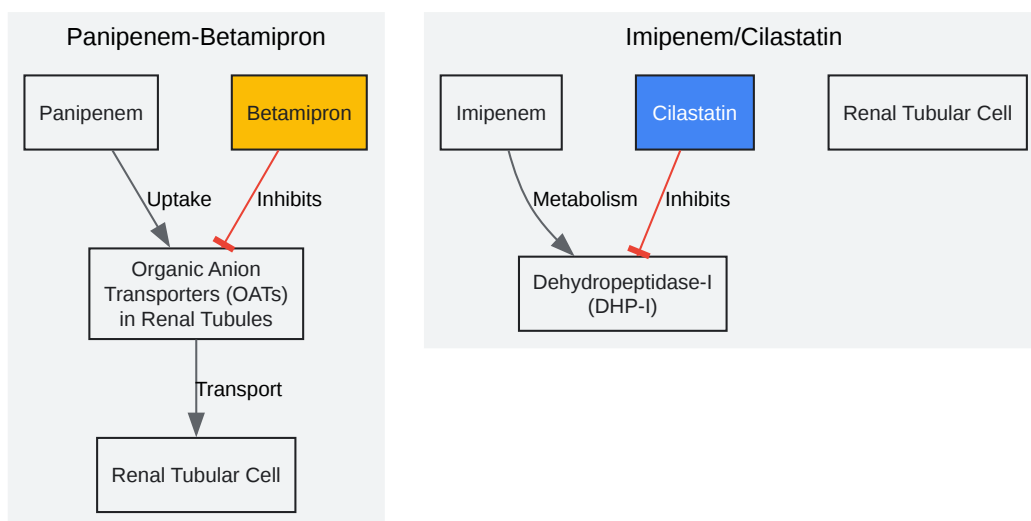 Panipenem-Betamipron
Panipenem
Betamipron
Uptake
Inhibits
Organic Anion
Transporters (OATs)
in Renal Tubules
Transport
Renal Tubular Cell
Imipenem/Cilastatin
Imipenem
Cilastatin
Renal Tubular Cell
Metabolism
Inhibits
Dehydropeptidase-I
(DHP-I)